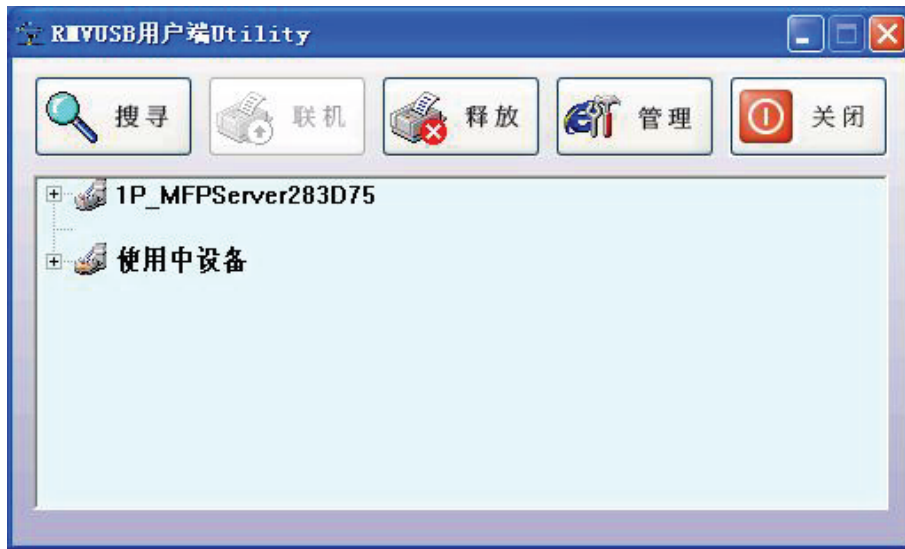 RMVUSB用户端Utility
搜寻 联机 释放 管理 关闭
1P_MFPServer283D75
使用中设备